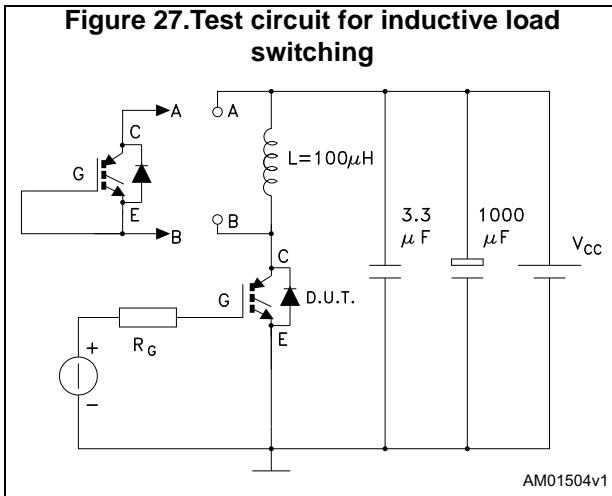 Figure 27.Test circuit for inductive load
switching
A
A
C
G
L=100μH
E
B
B
3.3
μF
1000
μF
VCC
C
G
D.U.T.
RG
E
+
-
AM01504v1